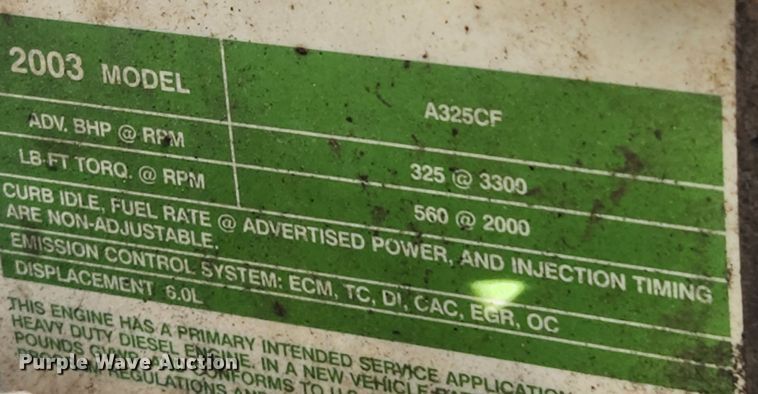 2003 MODEL A325CF
ADV. BHP @ RPM 325 @ 3300
LB-FT TORQ. @ RPM 560 @ 2000
CURB IDLE, FUEL RATE @ ADVERTISED POWER, AND INJECTION TIMING
ARE NON-ADJUSTABLE.
EMISSION CONTROL SYSTEM: ECM, TC, DI, CAC, EGR, OC
DISPLACEMENT 6.0L
THIS ENGINE HAS A PRIMARY INTENDED SERVICE APPLICATION
HEAVY DUTY DIESEL ENGINE. IN A NEW VEHICLE
POUNDS CONFORMS TO U.S.
REGULATIONS AND
Purple Wave Auction